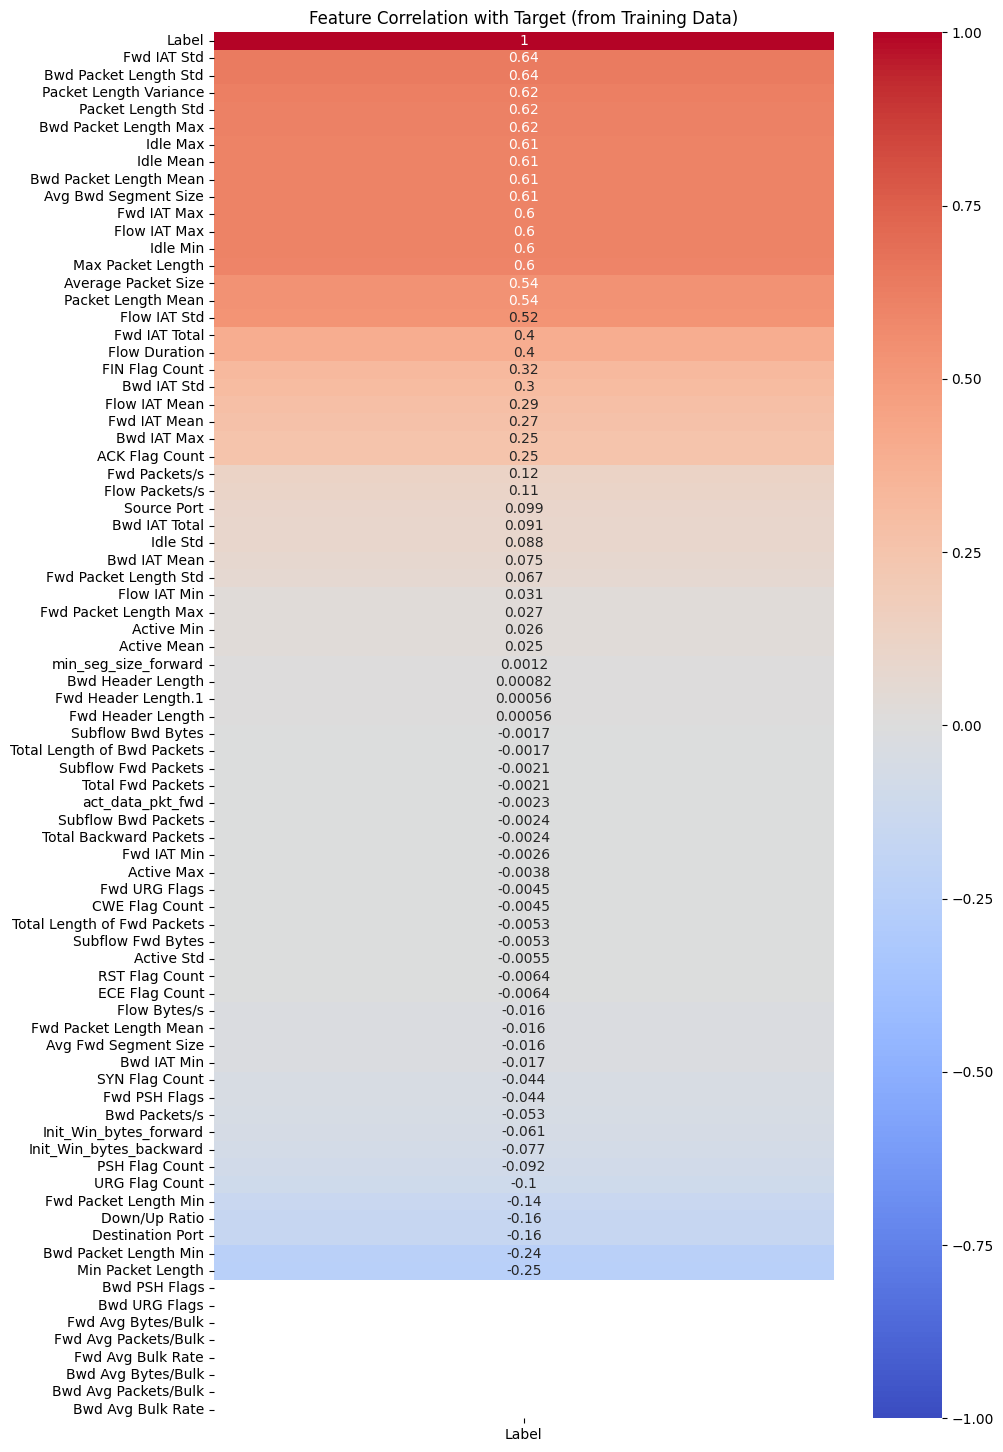 Feature Correlation with Target (from Training Data)
Label 1
Fwd IAT Std 0.64
Bwd Packet Length Std 0.64
Packet Length Variance 0.62
Packet Length Std 0.62
Bwd Packet Length Max 0.62
Idle Max 0.61
Idle Mean 0.61
Bwd Packet Length Mean 0.61
Avg Bwd Segment Size 0.61
Fwd IAT Max 0.6
Flow IAT Max 0.6
Idle Min 0.6
Max Packet Length 0.6
Average Packet Size 0.54
Packet Length Mean 0.54
Flow IAT Std 0.52
Fwd IAT Total 0.4
Flow Duration 0.4
FIN Flag Count 0.32
Bwd IAT Std 0.3
Flow IAT Mean 0.29
Fwd IAT Mean 0.27
Bwd IAT Max 0.25
ACK Flag Count 0.25
Fwd Packets/s 0.12
Flow Packets/s 0.11
Source Port 0.099
Bwd IAT Total 0.091
Idle Std 0.088
Bwd IAT Mean 0.075
Fwd Packet Length Std 0.067
Flow IAT Min 0.031
Fwd Packet Length Max 0.027
Active Min 0.026
Active Mean 0.025
min_seg_size_forward 0.0012
Bwd Header Length 0.00082
Fwd Header Length.1 0.00056
Fwd Header Length 0.00056
Subflow Bwd Bytes -0.0017
Total Length of Bwd Packets -0.0017
Subflow Fwd Packets -0.0021
Total Fwd Packets -0.0021
act_data_pkt_fwd -0.0023
Subflow Bwd Packets -0.0024
Total Backward Packets -0.0024
Fwd IAT Min -0.0026
Active Max -0.0038
Fwd URG Flags -0.0045
CWE Flag Count -0.0045
Total Length of Fwd Packets -0.0053
Subflow Fwd Bytes -0.0053
Active Std -0.0055
RST Flag Count -0.0064
ECE Flag Count -0.0064
Flow Bytes/s -0.016
Fwd Packet Length Mean -0.016
Avg Fwd Segment Size -0.016
Bwd IAT Min -0.017
SYN Flag Count -0.044
Fwd PSH Flags -0.044
Bwd Packets/s -0.053
Init_Win_bytes_forward -0.061
Init_Win_bytes_backward -0.077
PSH Flag Count -0.092
URG Flag Count -0.1
Fwd Packet Length Min -0.14
Down/Up Ratio -0.16
Destination Port -0.16
Bwd Packet Length Min -0.24
Min Packet Length -0.25
Bwd PSH Flags
Bwd URG Flags
Fwd Avg Bytes/Bulk
Fwd Avg Packets/Bulk
Fwd Avg Bulk Rate
Bwd Avg Bytes/Bulk
Bwd Avg Packets/Bulk
Bwd Avg Bulk Rate
Label
1.00
0.75
0.50
0.25
0.00
−0.25
−0.50
−0.75
−1.00